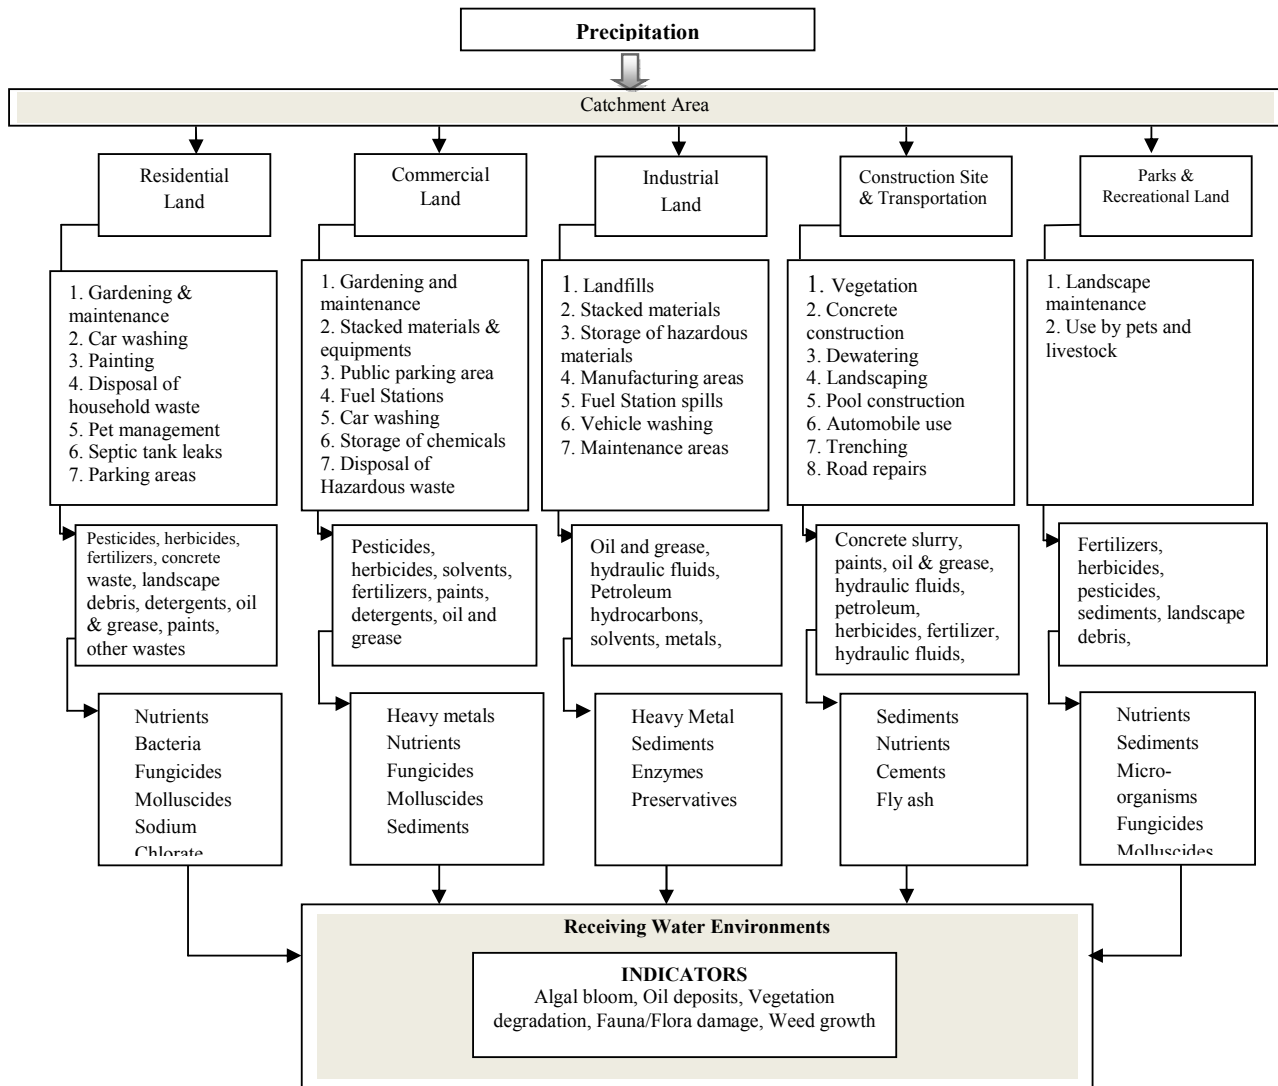 Precipitation
Catchment Area
Residential
Land
Commercial
Land
Industrial
Land
Construction Site
& Transportation
Parks &
Recreational Land
1. Gardening &
maintenance
2. Car washing
3. Painting
4. Disposal of
household waste
5. Pet management
6. Septic tank leaks
7. Parking areas
1. Gardening and
maintenance
2. Stacked materials &
equipments
3. Public parking area
4. Fuel Stations
5. Car washing
6. Storage of chemicals
7. Disposal of
Hazardous waste
1. Landfills
2. Stacked materials
3. Storage of hazardous
materials
4. Manufacturing areas
5. Fuel Station spills
6. Vehicle washing
7. Maintenance areas
1. Vegetation
2. Concrete
construction
3. Dewatering
4. Landscaping
5. Pool construction
6. Automobile use
7. Trenching
8. Road repairs
1. Landscape
maintenance
2. Use by pets and
livestock
Pesticides, herbicides,
fertilizers, concrete
waste, landscape
debris, detergents, oil
& grease, paints,
other wastes
Pesticides,
herbicides, solvents,
fertilizers, paints,
detergents, oil and
grease
Oil and grease,
hydraulic fluids,
Petroleum
hydrocarbons,
solvents, metals,
Concrete slurry,
paints, oil & grease,
hydraulic fluids,
petroleum,
herbicides, fertilizer,
hydraulic fluids,
Fertilizers,
herbicides,
pesticides,
sediments, landscape
debris,
Nutrients
Bacteria
Fungicides
Molluscides
Sodium
Chlorate
Heavy metals
Nutrients
Fungicides
Molluscides
Sediments
Heavy Metal
Sediments
Enzymes
Preservatives
Sediments
Nutrients
Cements
Fly ash
Nutrients
Sediments
Micro-
organisms
Fungicides
Molluscides
Receiving Water Environments
INDICATORS
Algal bloom, Oil deposits, Vegetation
degradation, Fauna/Flora damage, Weed growth